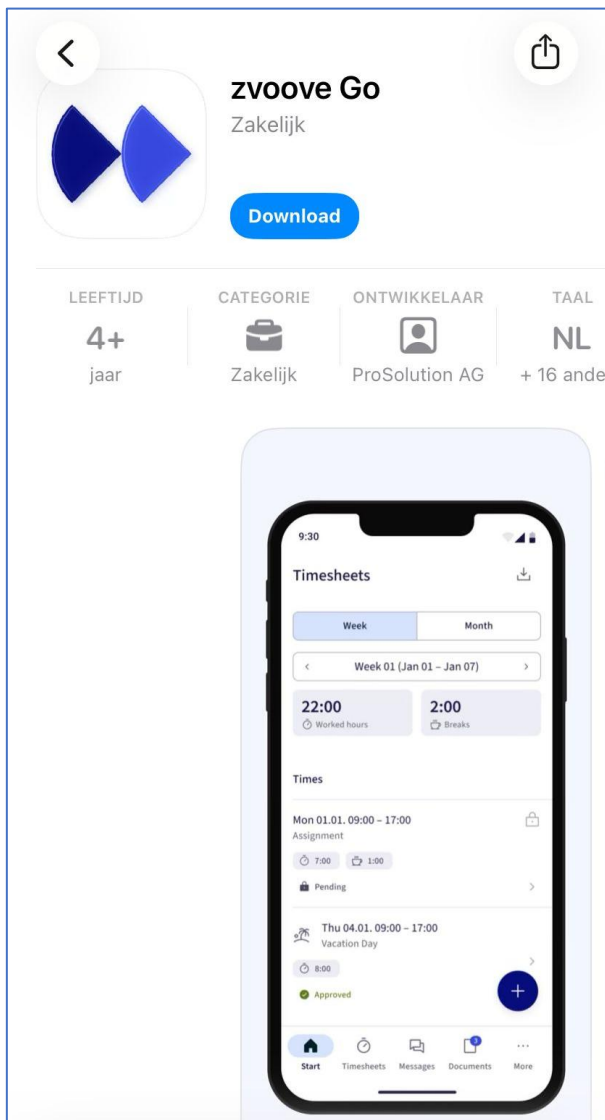 zvoove Go
Zakelijk
Download
LEEFTIJD CATEGORIE ONTWIKKELAAR TAAL
4+ NL
jaar Zakelijk ProSolution AG + 16 ande
9:30
Timesheets
Week Month
Week 01 (Jan 01 – Jan 07)
22:00 2:00
Worked hours Breaks
Times
Mon 01.01. 09:00 – 17:00
Assignment
7:00 1:00
Pending
Thu 04.01. 09:00 – 17:00
Vacation Day
8:00
Approved
3
Start Timesheets Messages Documents More